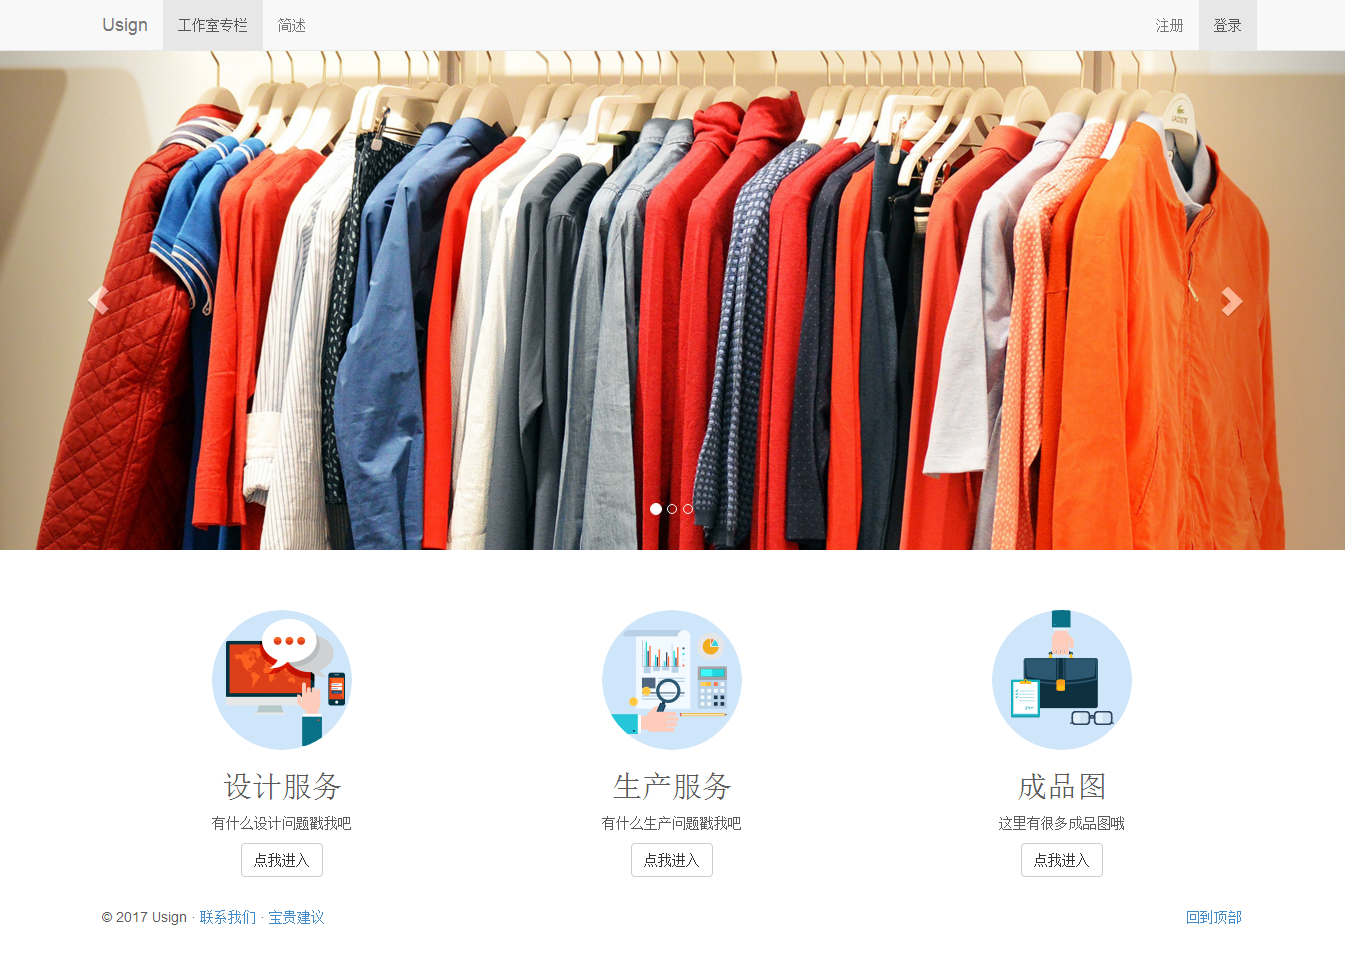 Usign 工作室专栏 简述 注册 登录
LACOSTE
设计服务 生产服务 成品图
有什么设计问题戳我吧 有什么生产问题戳我吧 这里有很多成品图哦
点我进入 点我进入 点我进入
© 2017 Usign · 联系我们 · 宝贵建议 回到顶部